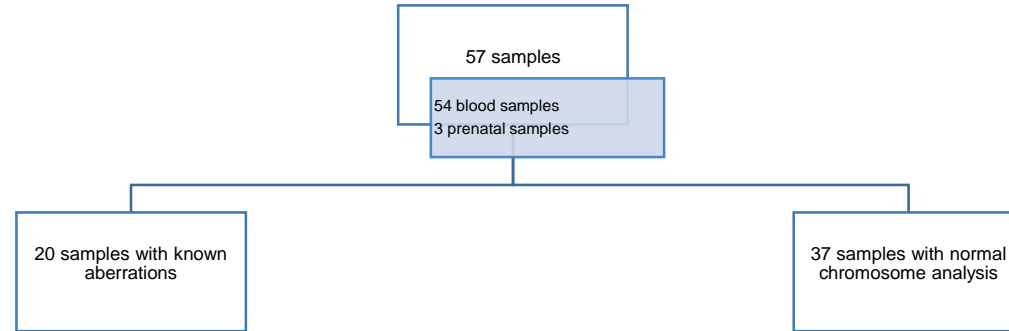 57 samples
54 blood samples
3 prenatal samples
20 samples with known
aberrations
37 samples with normal
chromosome analysis